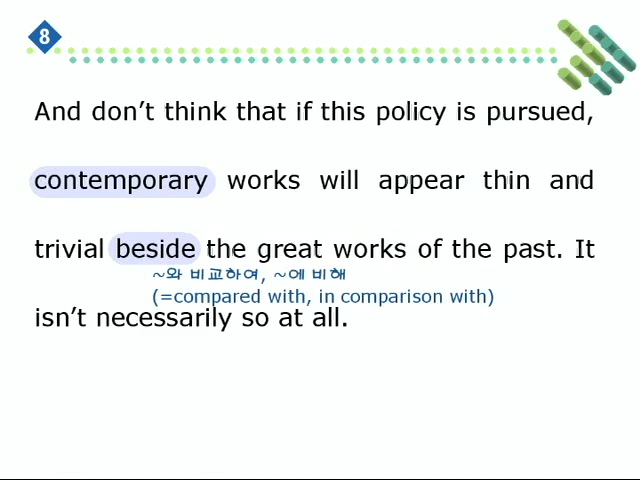 8
And don't think that if this policy is pursued,
contemporary works will appear thin and
trivial beside the great works of the past. It
~와 비교하여, ~에 비해
(=compared with, in comparison with)
isn't necessarily so at all.